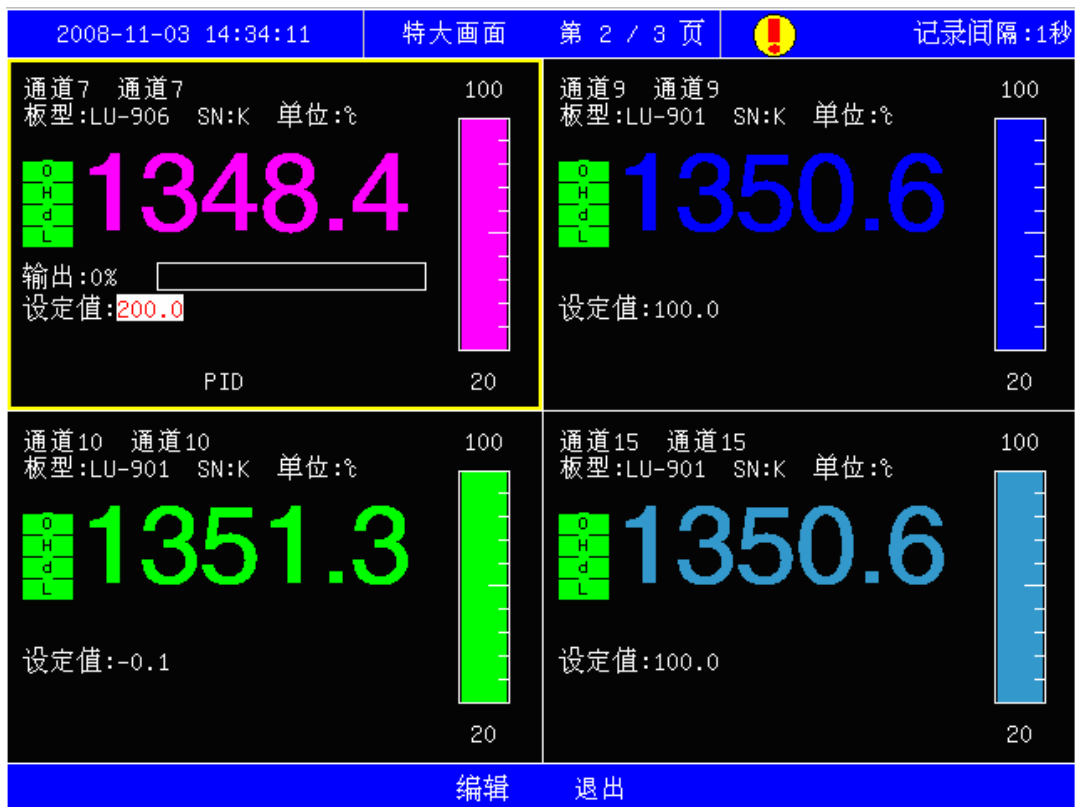 2008-11-03 14:34:11 特大画面 第 2 / 3 页 记录间隔:1秒
通道7 通道7 100
板型:LU-906 SN:K 单位:℃
O
H
d
L
1348.4
输出:0%
设定值:200.0
PID 20
通道9 通道9 100
板型:LU-901 SN:K 单位:℃
O
H
d
L
1350.6
设定值:100.0
20
通道10 通道10 100
板型:LU-901 SN:K 单位:℃
O
H
d
L
1351.3
设定值:-0.1
20
通道15 通道15 100
板型:LU-901 SN:K 单位:℃
O
H
d
L
1350.6
设定值:100.0
20
编辑 退出